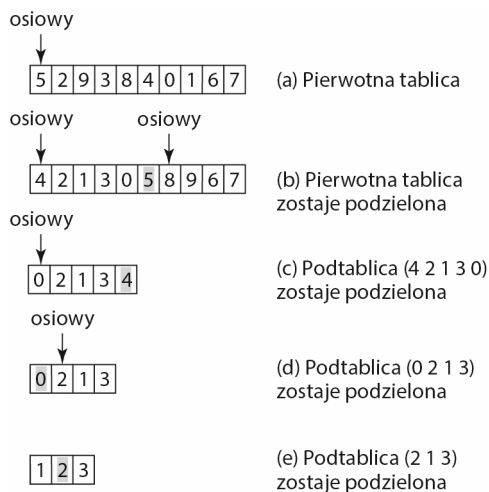 osiowy
5 2 9 3 8 4 0 1 6 7
(a) Pierwotna tablica
osiowy osiowy
4 2 1 3 0 5 8 9 6 7
(b) Pierwotna tablica
zostaje podzielona
osiowy
0 2 1 3 4
(c) Podtablica (4 2 1 3 0)
zostaje podzielona
osiowy
0 2 1 3
(d) Podtablica (0 2 1 3)
zostaje podzielona
1 2 3
(e) Podtablica (2 1 3)
zostaje podzielona